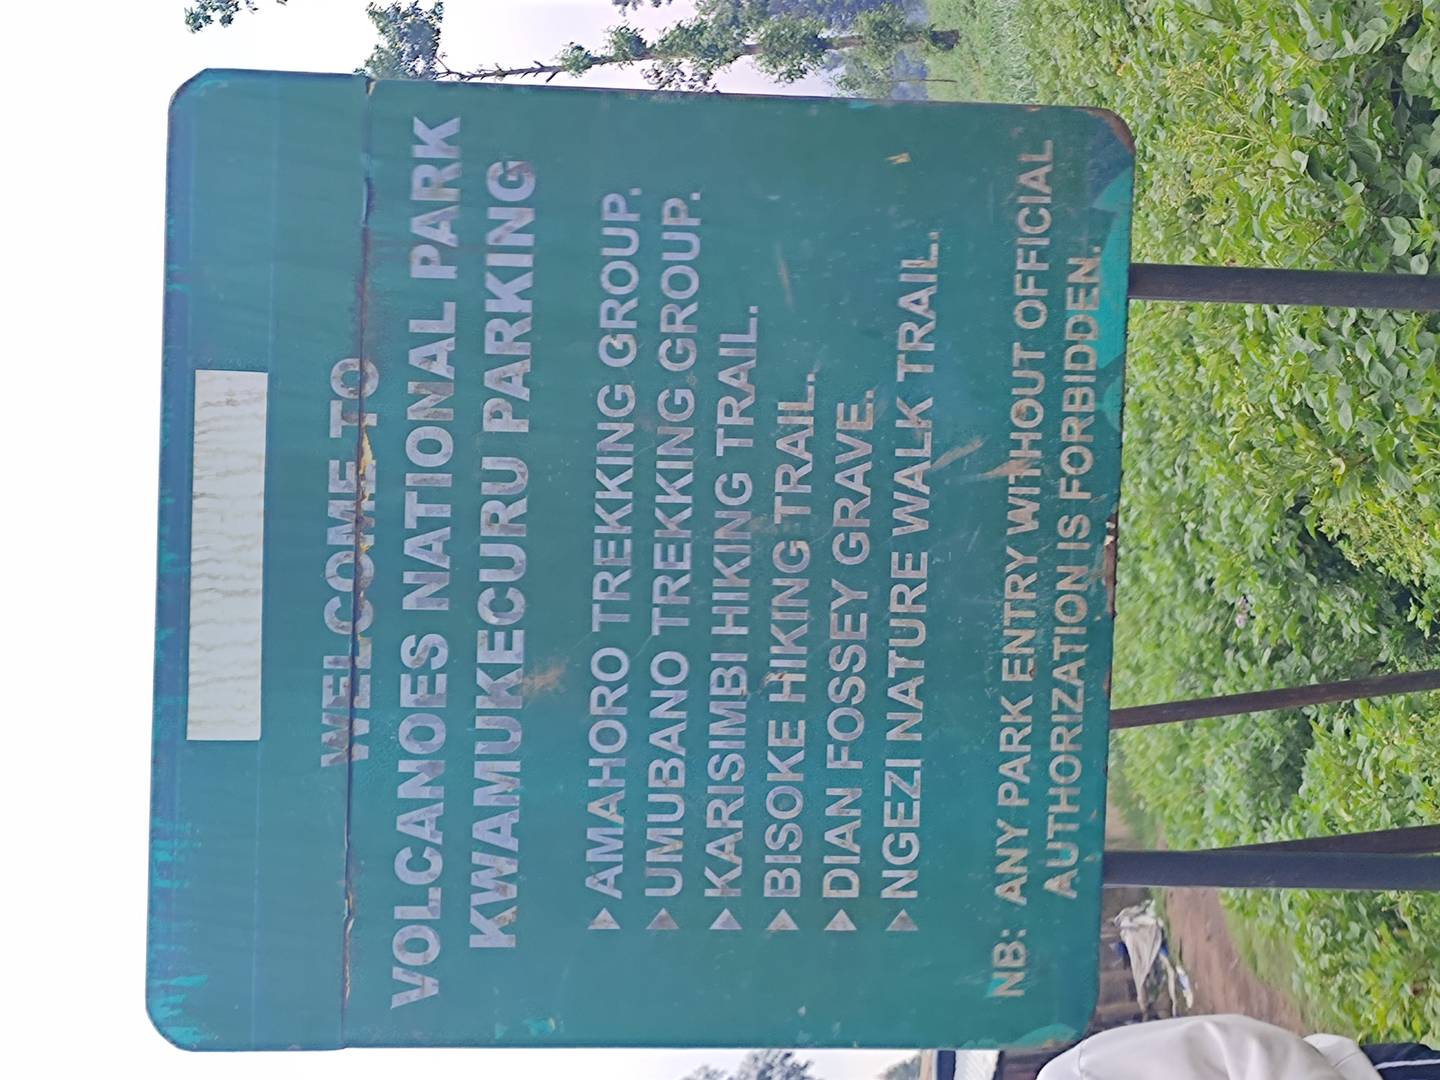 WELCOME TO
VOLCANOES NATIONAL PARK
KWAMUKECURU PARKING
AMAHORO TREKKING GROUP.
UMUBANO TREKKING GROUP.
KARISIMBI HIKING TRAIL.
BISOKE HIKING TRAIL.
DIAN FOSSEY GRAVE.
NGEZI NATURE WALK TRAIL.
NB: ANY PARK ENTRY WITHOUT OFFICIAL
AUTHORIZATION IS FORBIDDEN.